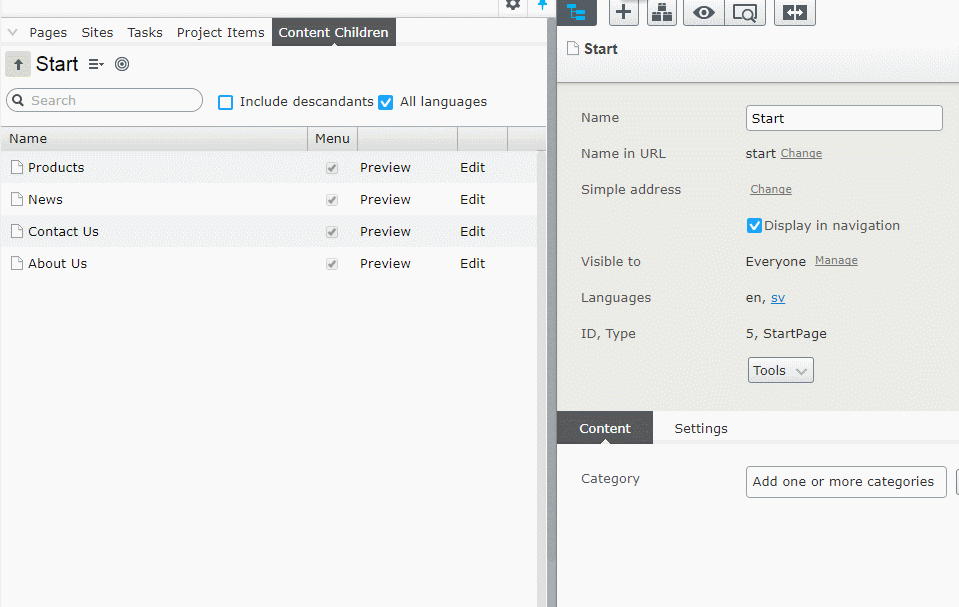 Pages Sites Tasks Project Items Content Children
Start
Search
Include descandants All languages
Name Menu
Products Preview Edit
News Preview Edit
Contact Us Preview Edit
About Us Preview Edit
Start
Name Start
Name in URL start Change
Simple address Change
Display in navigation
Visible to Everyone Manage
Languages en, sv
ID, Type 5, StartPage
Tools
Content Settings
Category Add one or more categories